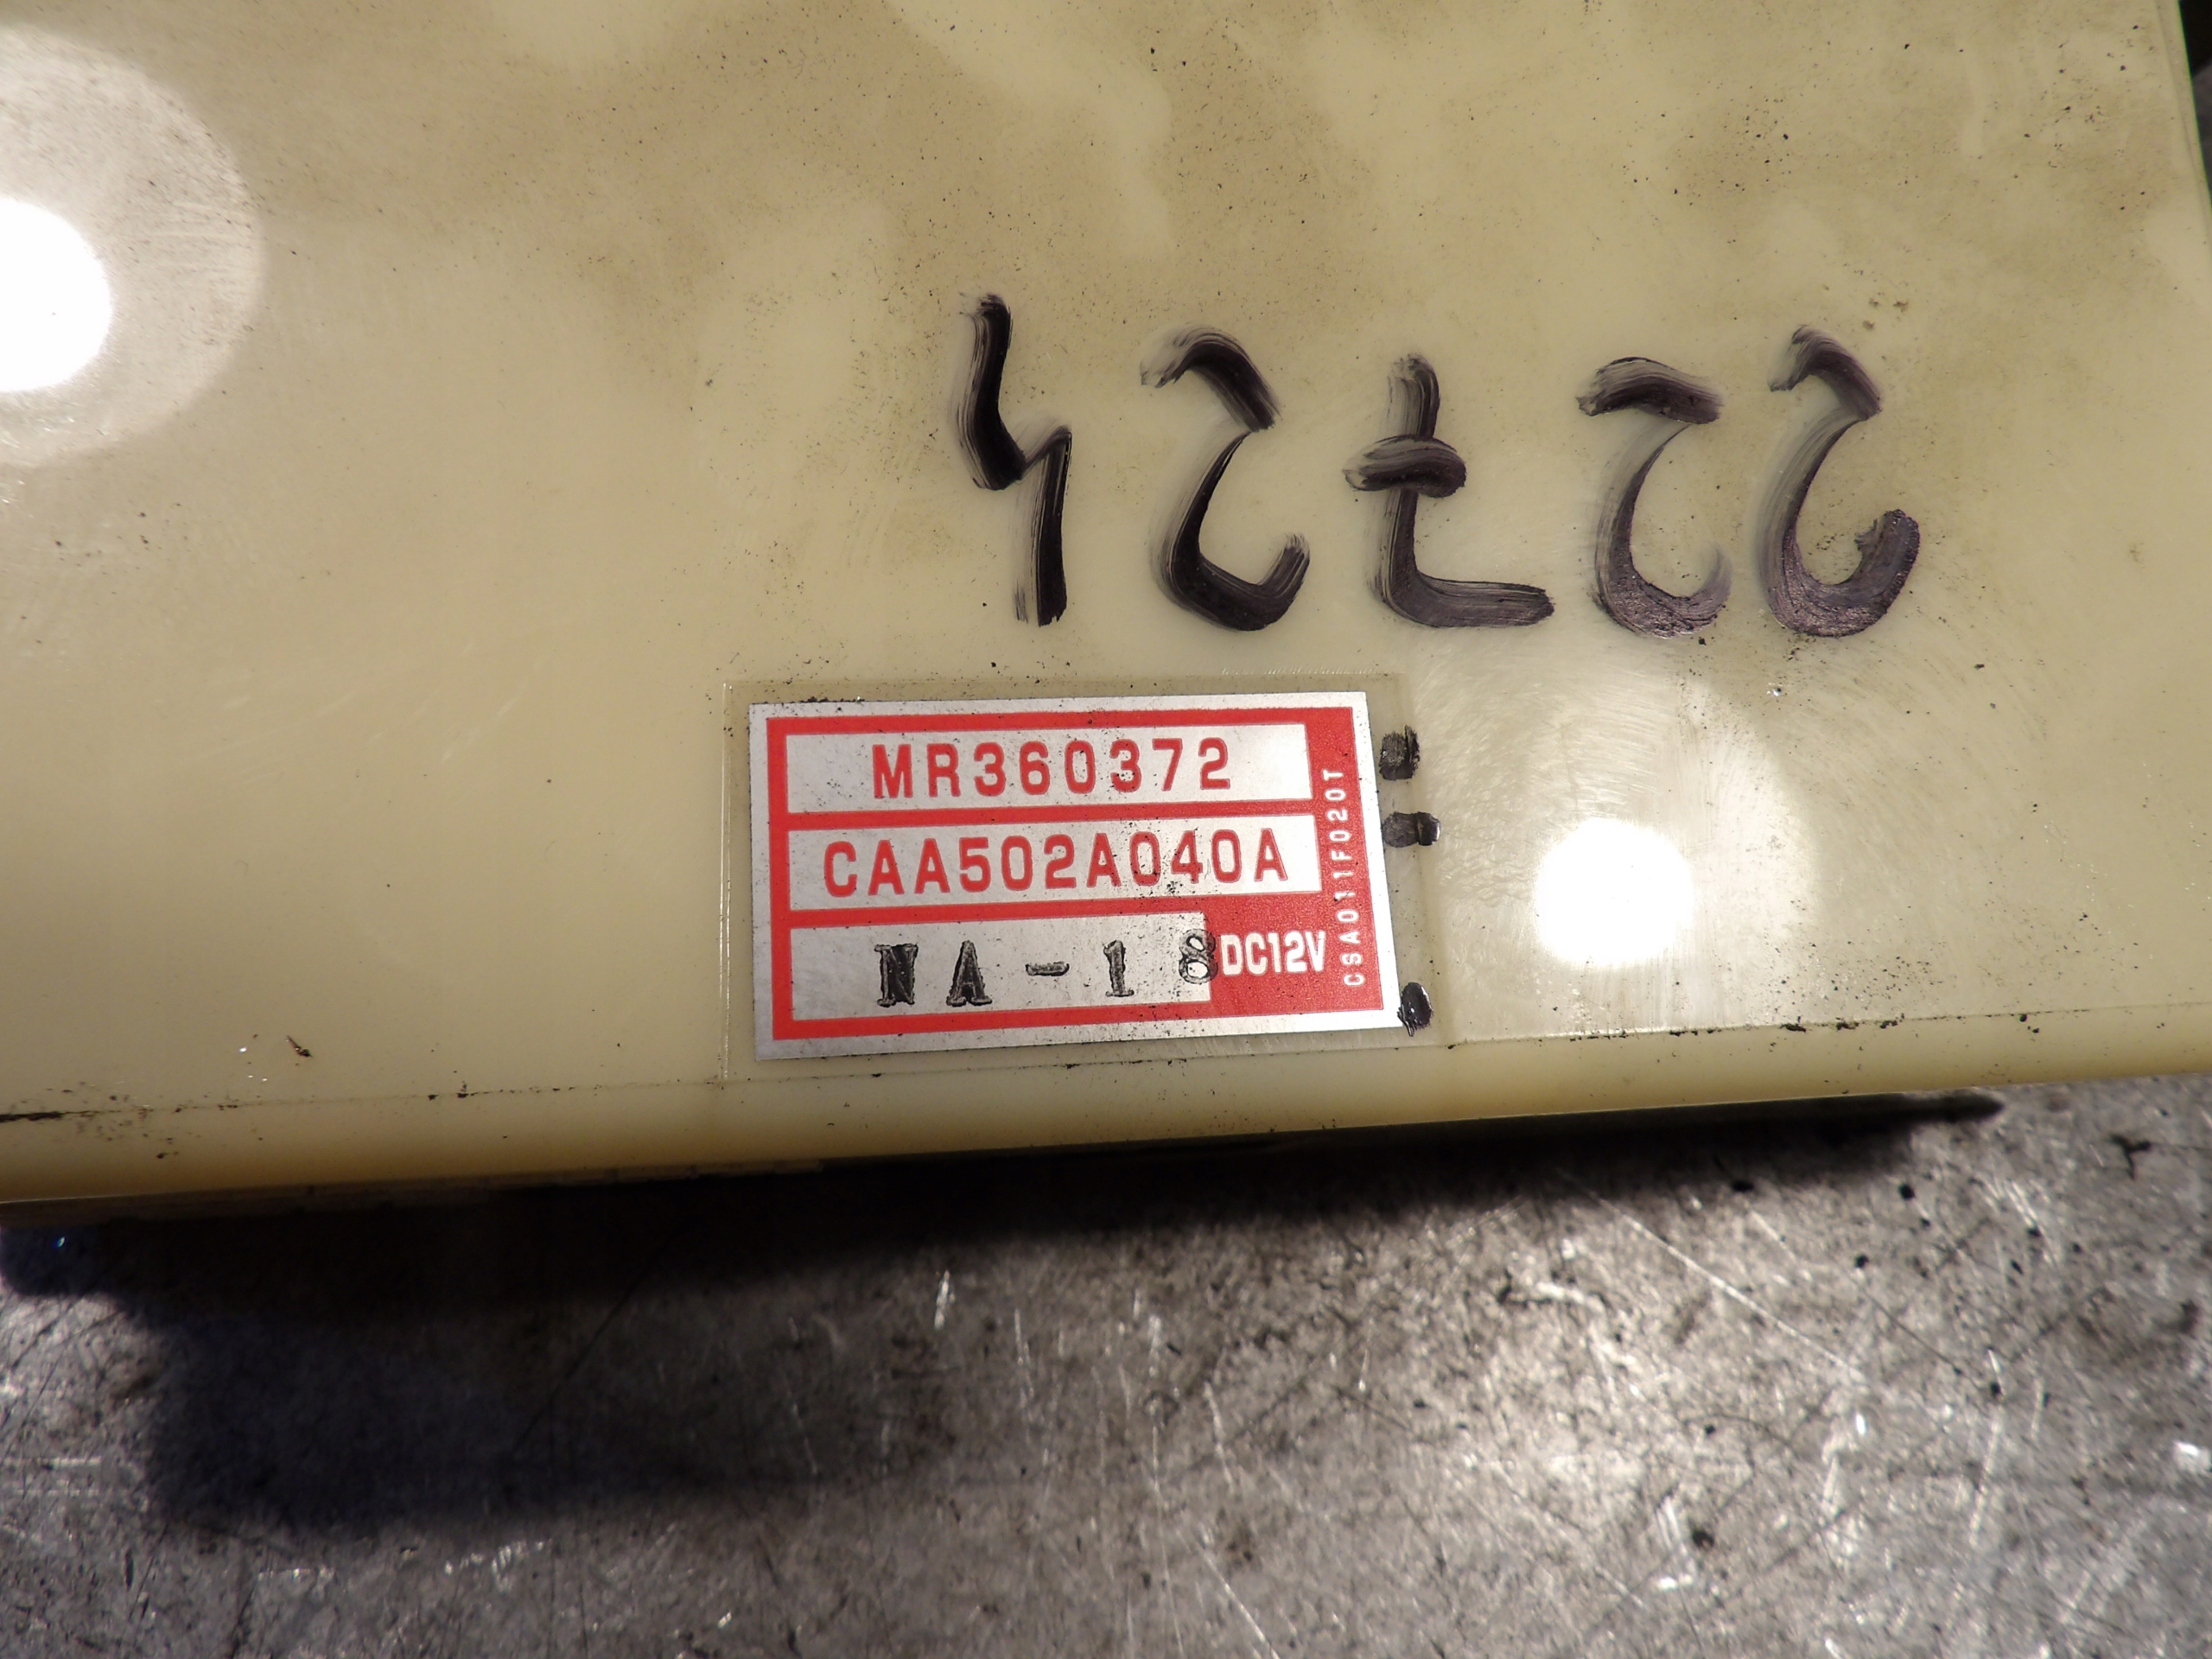 22724
MR360372
CAA502A040A
NA-18 DC12V
CSA011F020T